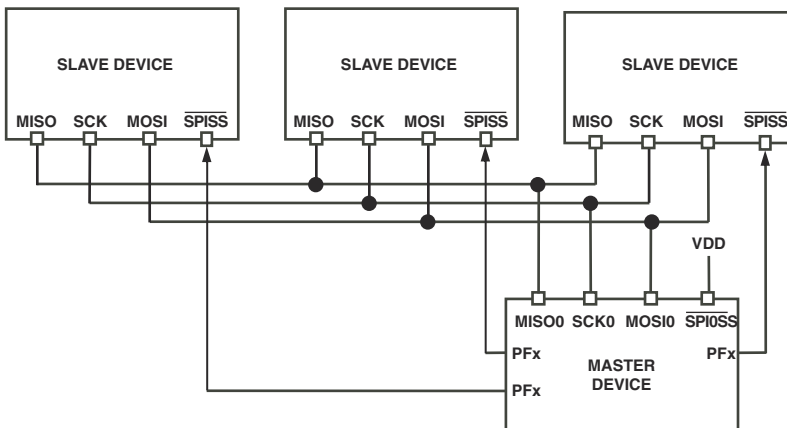 SLAVE DEVICE
MISO SCK MOSI SPISS
SLAVE DEVICE
MISO SCK MOSI SPISS
SLAVE DEVICE
MISO SCK MOSI SPISS
VDD
MISO0 SCK0 MOSI0 SPI0SS
PFx
PFx
PFx
MASTER
DEVICE